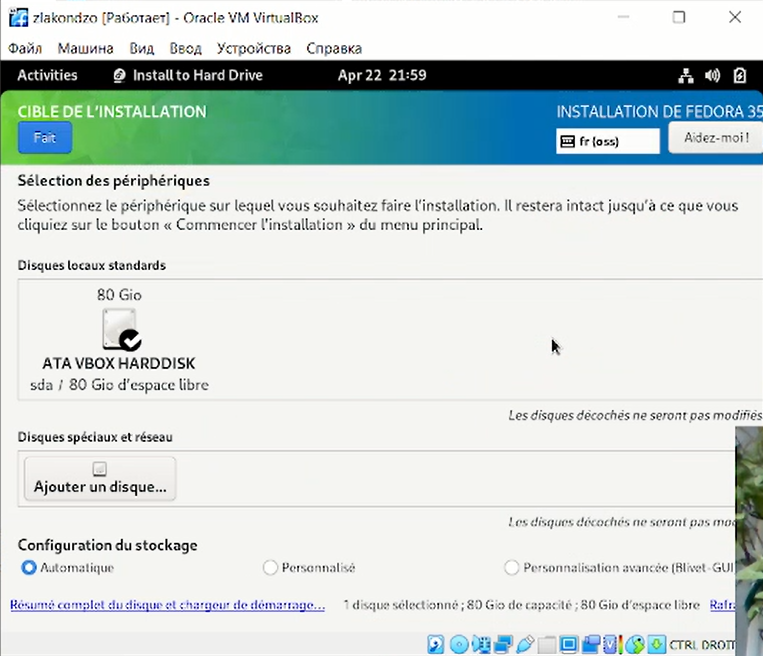 zlakondzo [Работает] - Oracle VM VirtualBox
Файл Машина Вид Ввод Устройства Справка
Activities Install to Hard Drive Apr 22 21:59
CIBLE DE L'INSTALLATION INSTALLATION DE FEDORA 35
Fait fr (oss) Aidez-moi !
Sélection des périphériques
Sélectionnez le périphérique sur lequel vous souhaitez faire l'installation. Il restera intact jusqu'à ce que vous
cliquiez sur le bouton « Commencer l'installation » du menu principal.
Disques locaux standards
80 Gio
ATA VBOX HARDDISK
sda / 80 Gio d'espace libre
Les disques décochés ne seront pas modifiés
Disques spéciaux et réseau
Ajouter un disque...
Les disques décochés ne seront pas
Configuration du stockage
Automatique Personnalisé Personnalisation avancée (Blivet-GUI
Résumé complet du disque et chargeur de démarrage... 1 disque sélectionné ; 80 Gio de capacité ; 80 Gio d'espace libre
CTRL DROIT